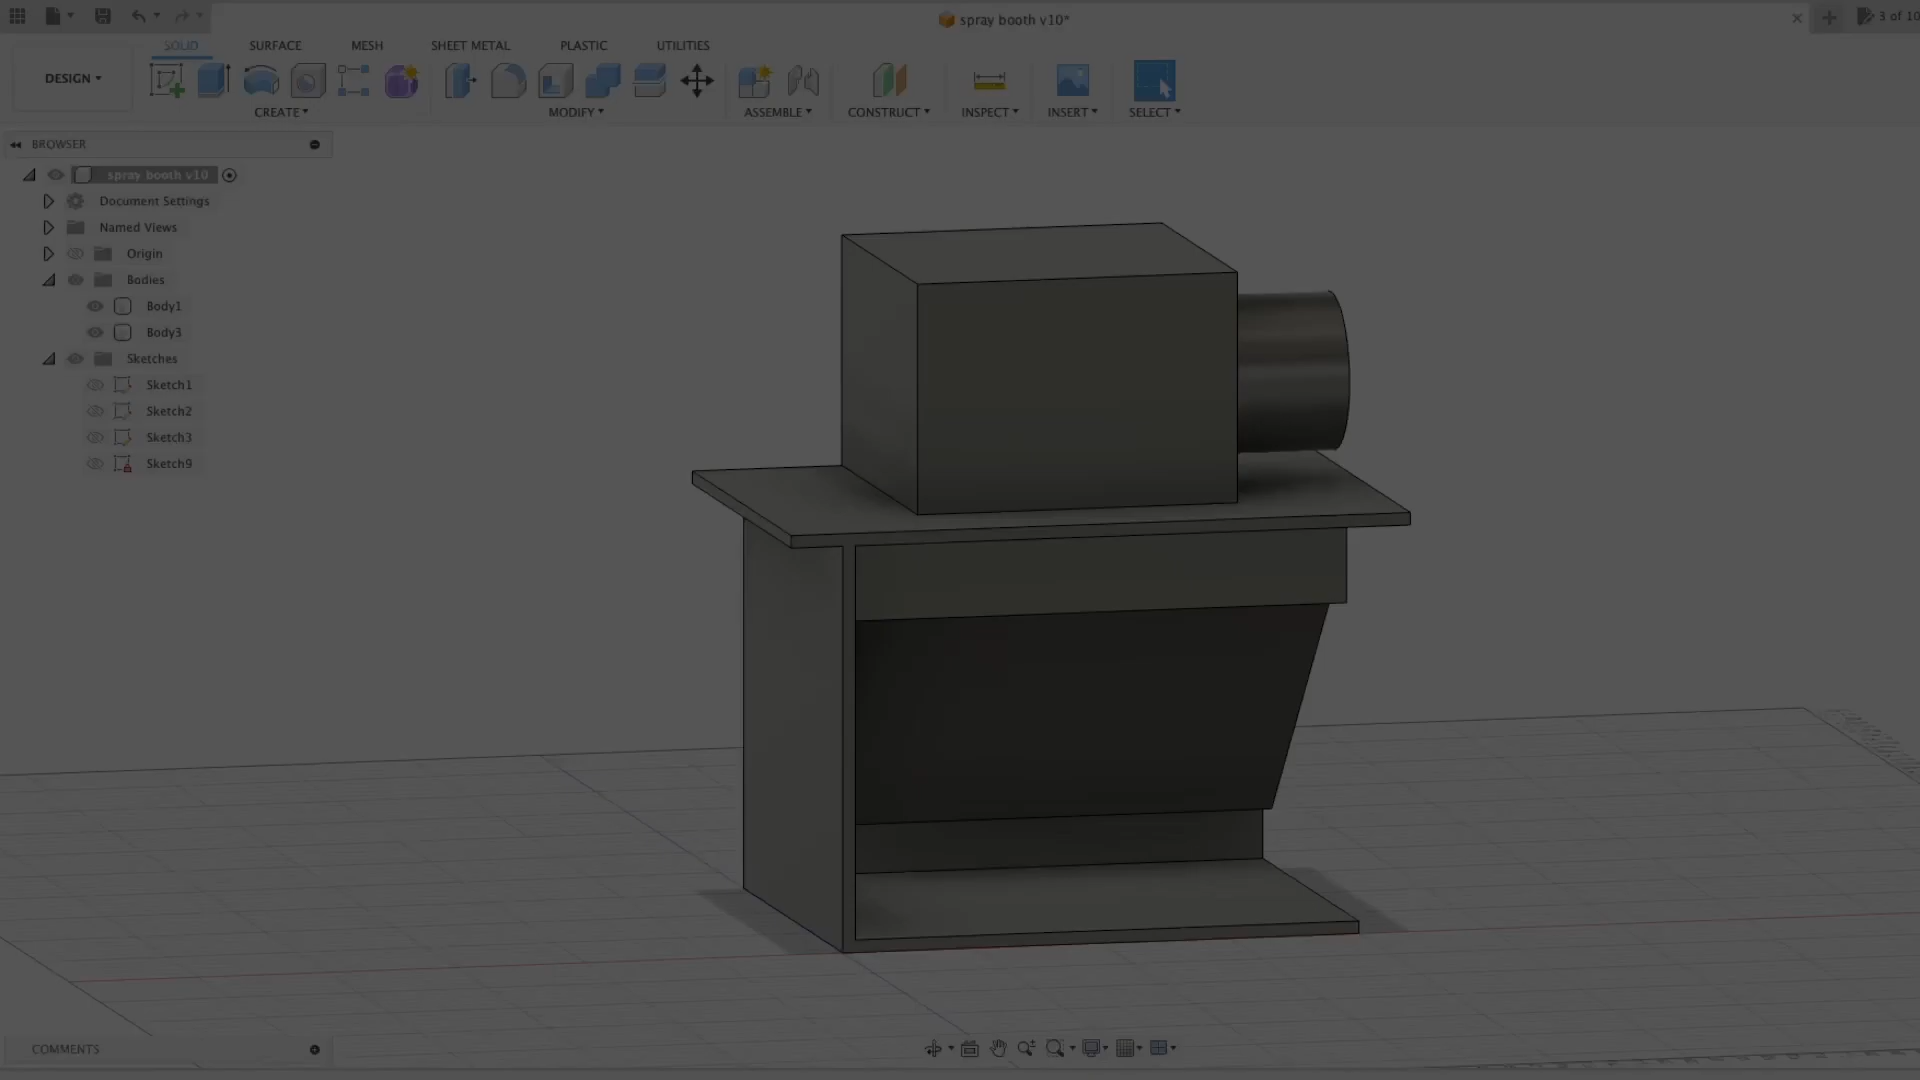 spray booth v10*
3 of 10
SOLID
SURFACE
MESH
SHEET METAL
PLASTIC
UTILITIES
DESIGN
CREATE
MODIFY
ASSEMBLE
CONSTRUCT
INSPECT
INSERT
SELECT
BROWSER
spray booth v10
Document Settings
Named Views
Origin
Bodies
Body1
Body3
Sketches
Sketch1
Sketch2
Sketch3
Sketch9
COMMENTS